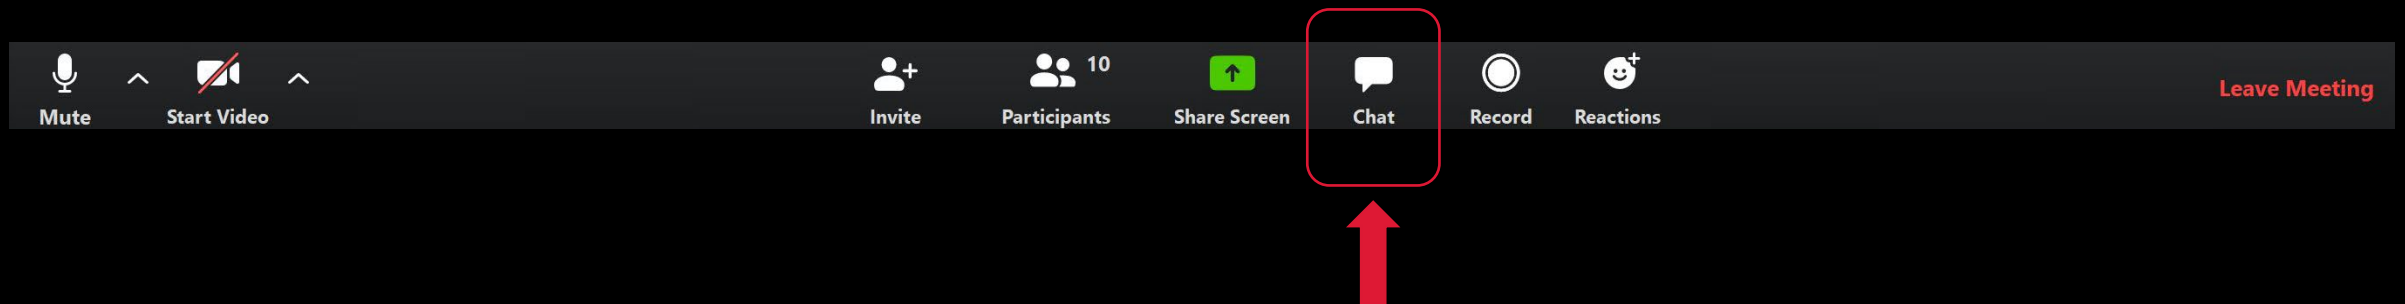 10
Mute
Start Video
Invite
Participants
Share Screen
Chat
Record
Reactions
Leave Meeting